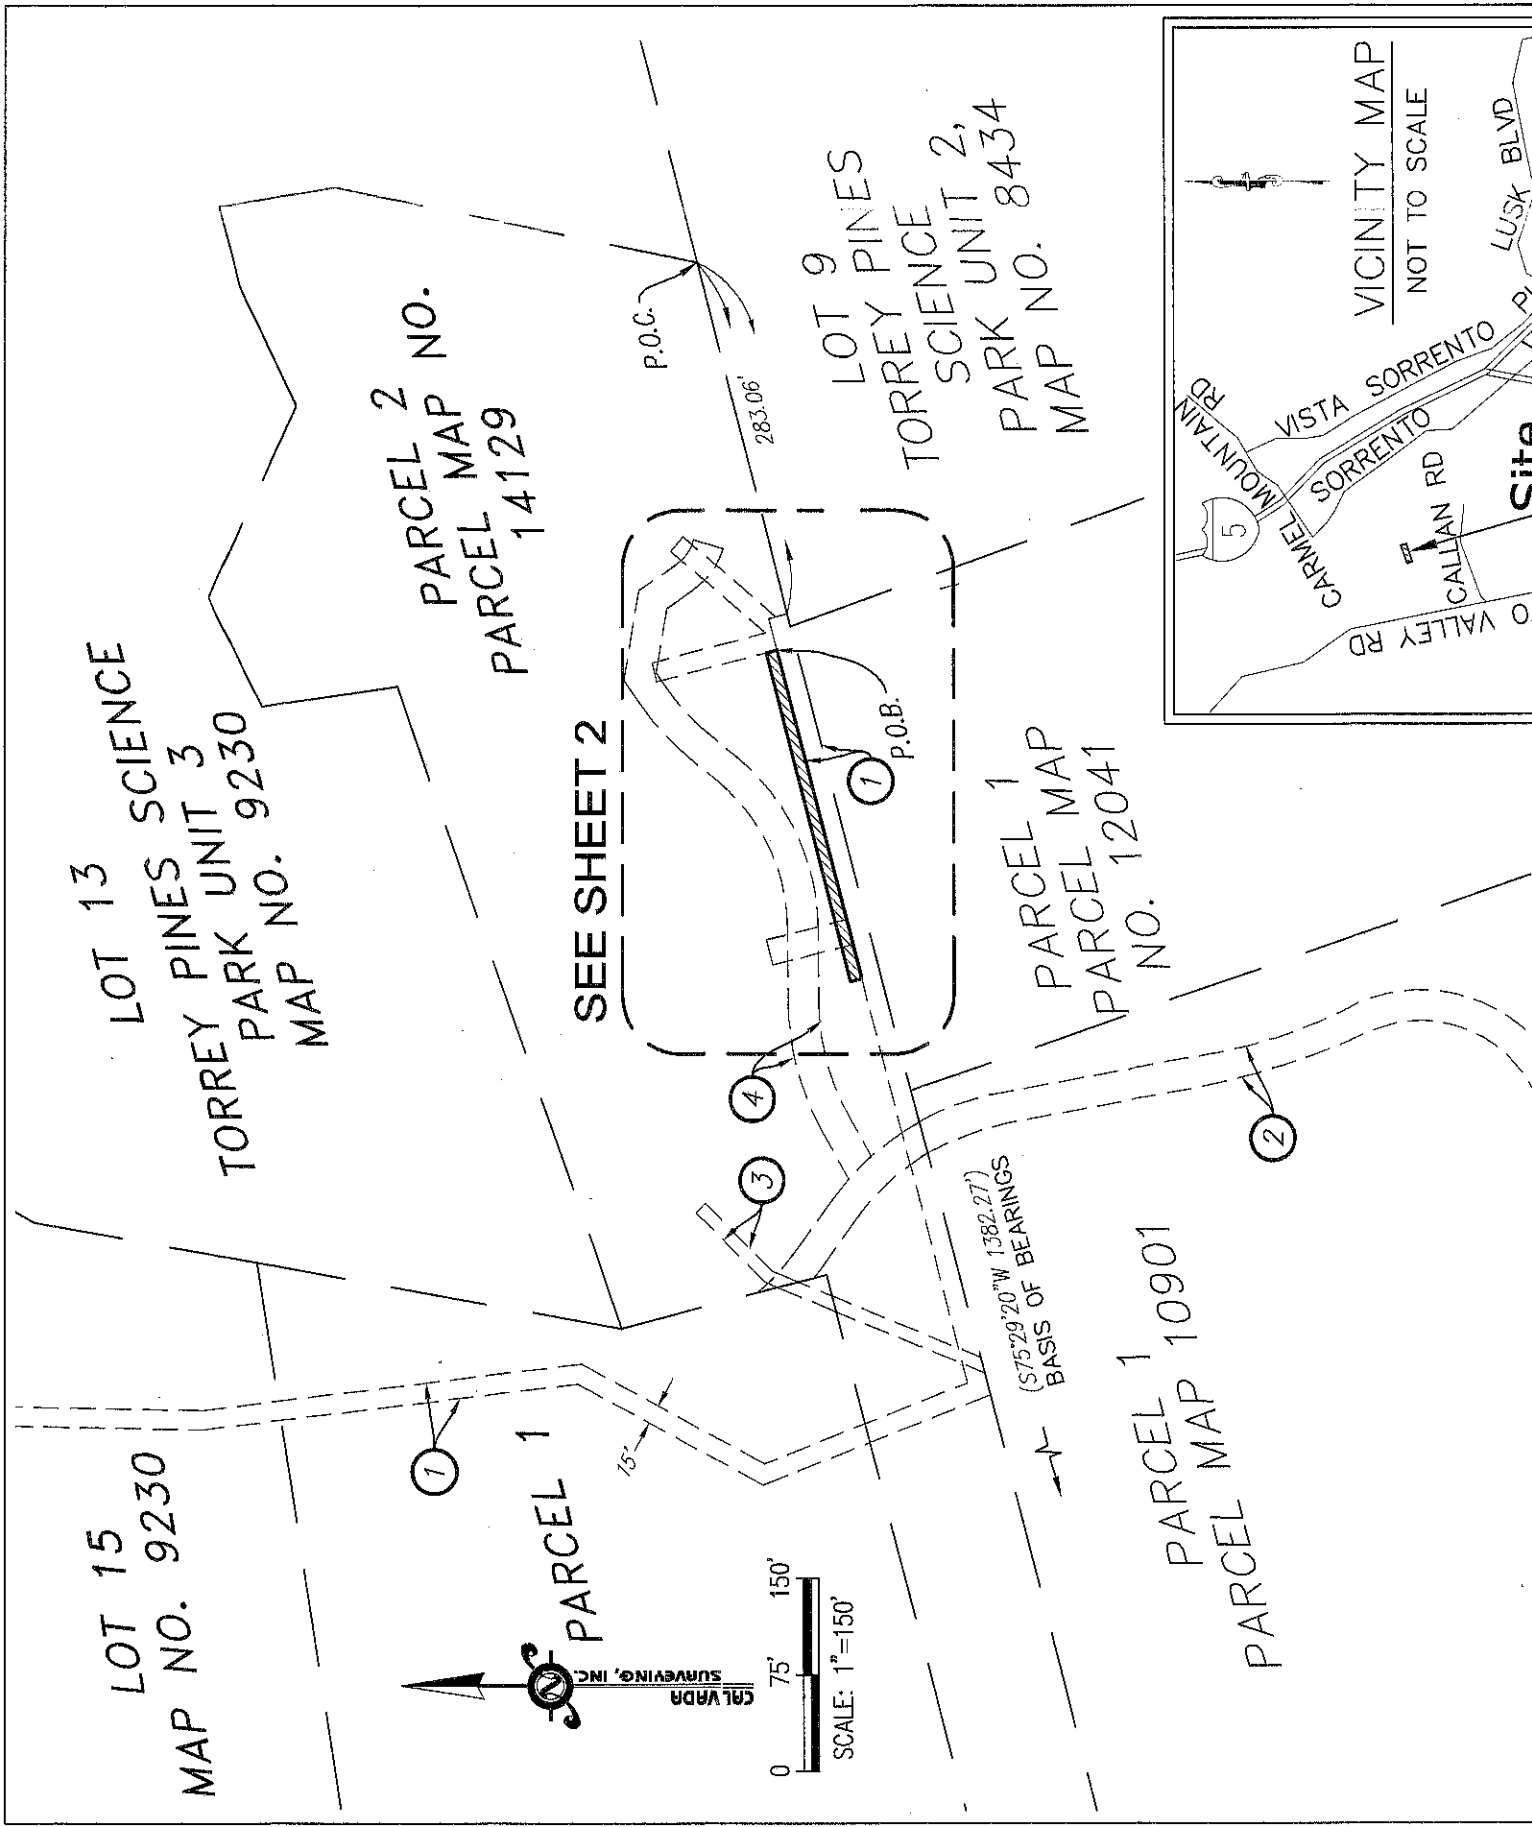 LOT 13
TORREY PINES SCIENCE
PARK UNIT 3
MAP NO. 9230
LOT 15
MAP NO. 9230
PARCEL 2
PARCEL MAP NO.
14129
PARCEL 1
1
15'
SEE SHEET 2
P.O.C.
283.06'
P.O.B.
1
4
3
2
LOT 9
TORREY PINES
SCIENCE
PARK UNIT 2,
MAP NO. 8434
PARCEL 1
PARCEL MAP
NO. 12041
(S75°29'20"W 1382.27')
BASIS OF BEARINGS
PARCEL 1
PARCEL MAP 10901
CALVADA
SURVEYING, INC.
0 75' 150'
SCALE: 1"=150'
VICINITY MAP
NOT TO SCALE
5
CARMEL MOUNTAIN RD
VISTA SORRENTO
SORRENTO
LUSK BLVD
CALLAN RD
VALLEY RD
Site